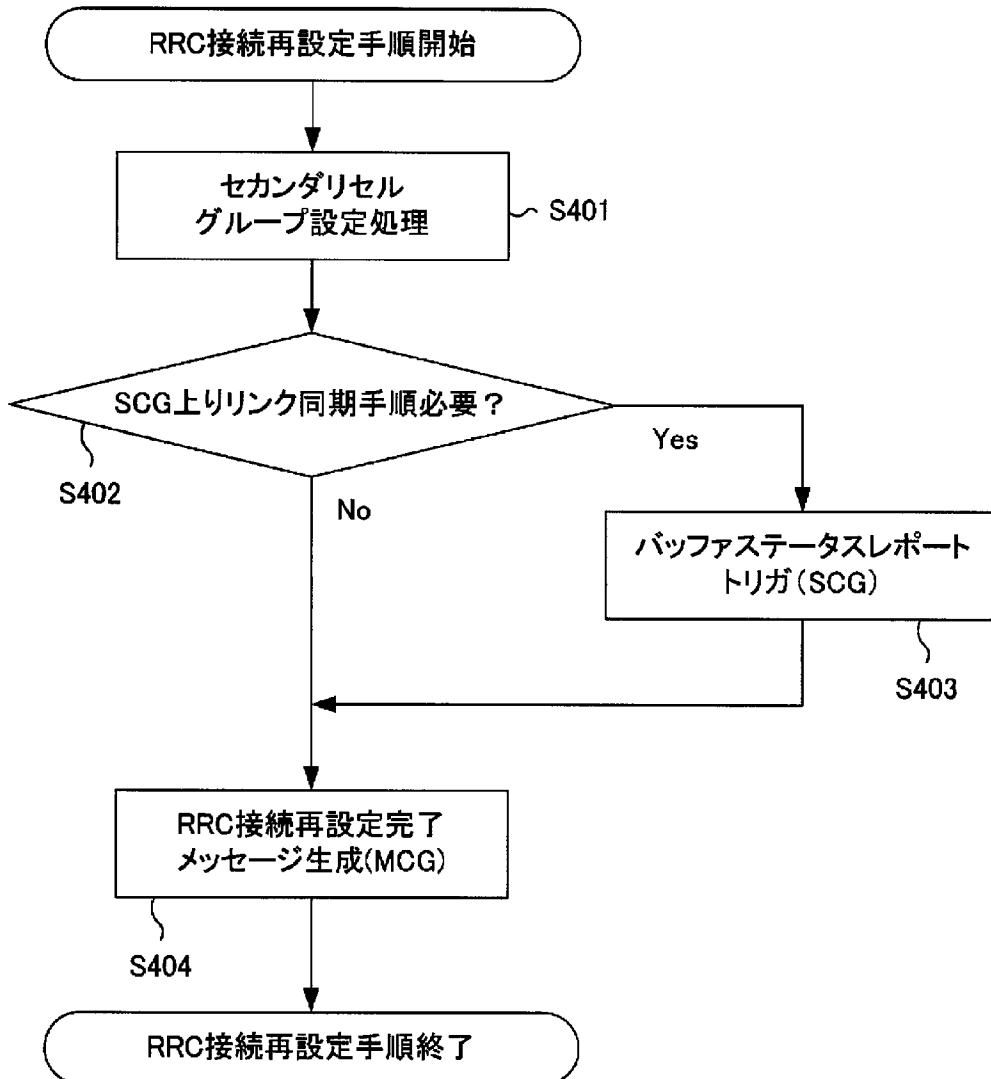 RRC接続再設定手順開始
セカンダリセル
グループ設定処理
S401
SCG上りリンク同期手順必要？
S402
Yes
No
バッファステータスレポート
トリガ(SCG)
S403
RRC接続再設定完了
メッセージ生成(MCG)
S404
RRC接続再設定手順終了